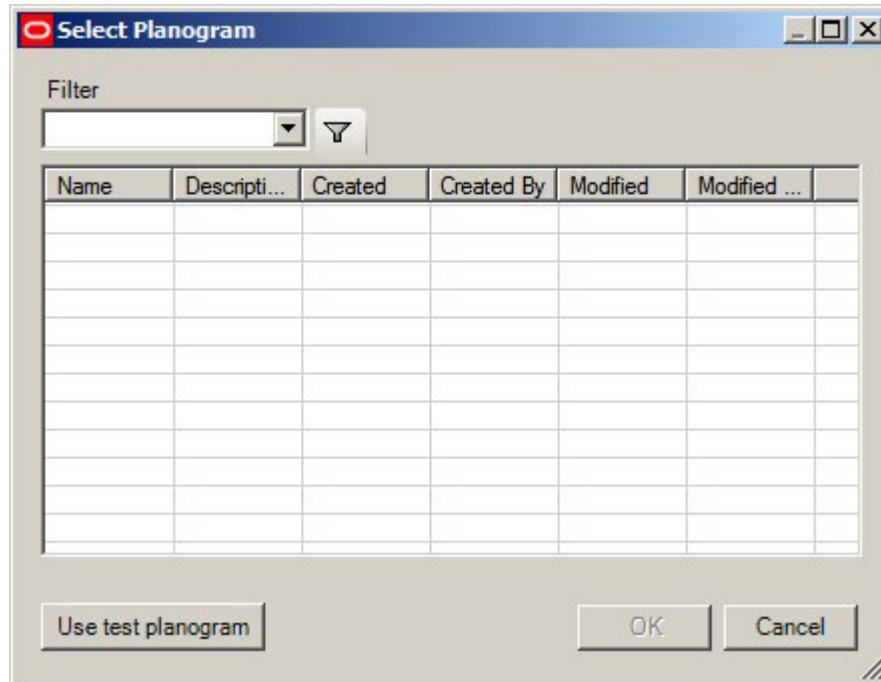 Select Planogram
Filter
Name Descripti... Created Created By Modified Modified ...
Use test planogram OK Cancel